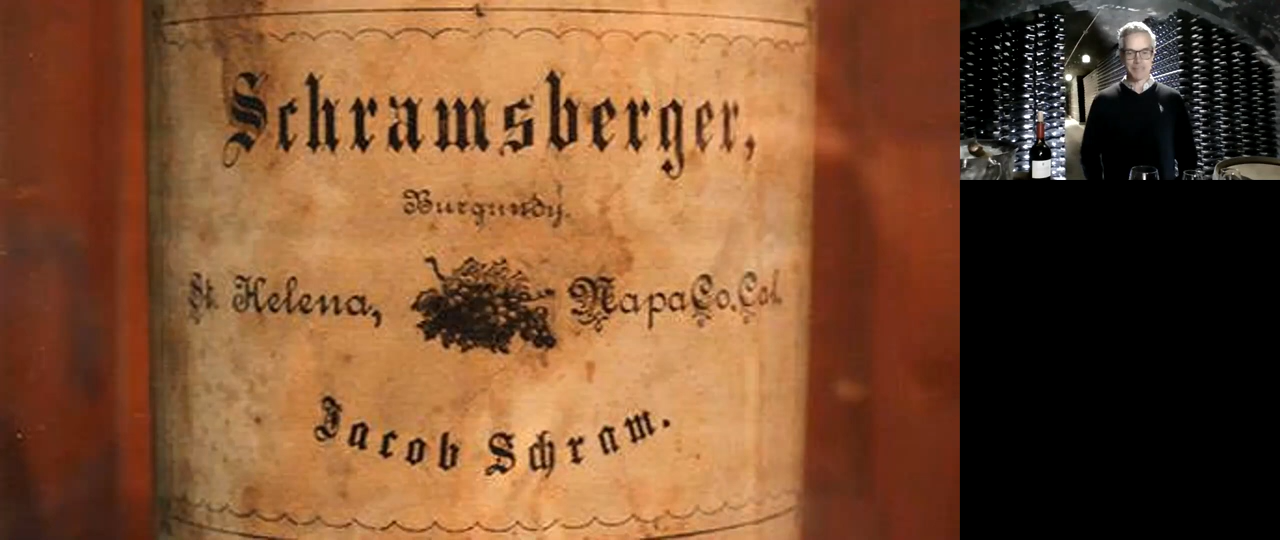 Schramsberger,
Burgundy.
St. Helena, Napa Co. Cal.
Jacob Schram.